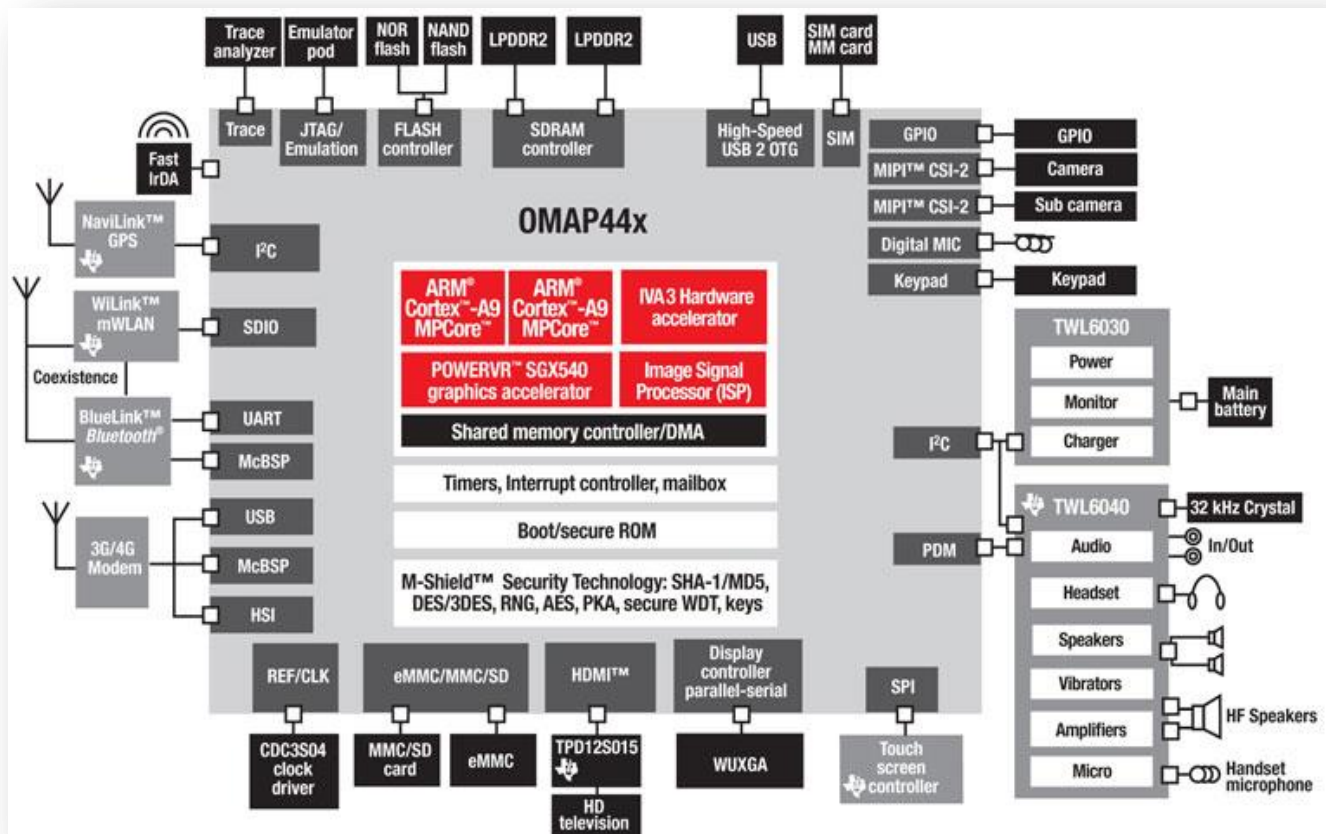 Trace
analyzer
Emulator
pod
NOR
flash
NAND
flash
LPDDR2
LPDDR2
USB
SIM card
MM card
Trace
JTAG/
Emulation
FLASH
controller
SDRAM
controller
High-Speed
USB 2 OTG
SIM
GPIO
GPIO
MIPI™ CSI-2
Camera
MIPI™ CSI-2
Sub camera
Digital MIC
Keypad
Keypad
Fast
IrDA
NaviLink™
GPS
I²C
WiLink™
mWLAN
SDIO
Coexistence
BlueLink™
Bluetooth®
UART
McBSP
3G/4G
Modem
USB
McBSP
HSI
OMAP44x
ARM®
Cortex™-A9
MPCore™
ARM®
Cortex™-A9
MPCore™
IVA3 Hardware
accelerator
POWERVR™ SGX540
graphics accelerator
Image Signal
Processor (ISP)
Shared memory controller/DMA
Timers, Interrupt controller, mailbox
Boot/secure ROM
M-Shield™ Security Technology: SHA-1/MD5,
DES/3DES, RNG, AES, PKA, secure WDT, keys
I²C
PDM
TWL6030
Power
Monitor
Charger
Main
battery
TWL6040
32 kHz Crystal
Audio
In/Out
Headset
Speakers
Vibrators
Amplifiers
HF Speakers
Micro
Handset
microphone
REF/CLK
eMMC/MMC/SD
HDMI™
Display
controller
parallel-serial
SPI
CDC3S04
clock
driver
MMC/SD
card
eMMC
TPD12S015
HD
television
WUXGA
Touch
screen
controller